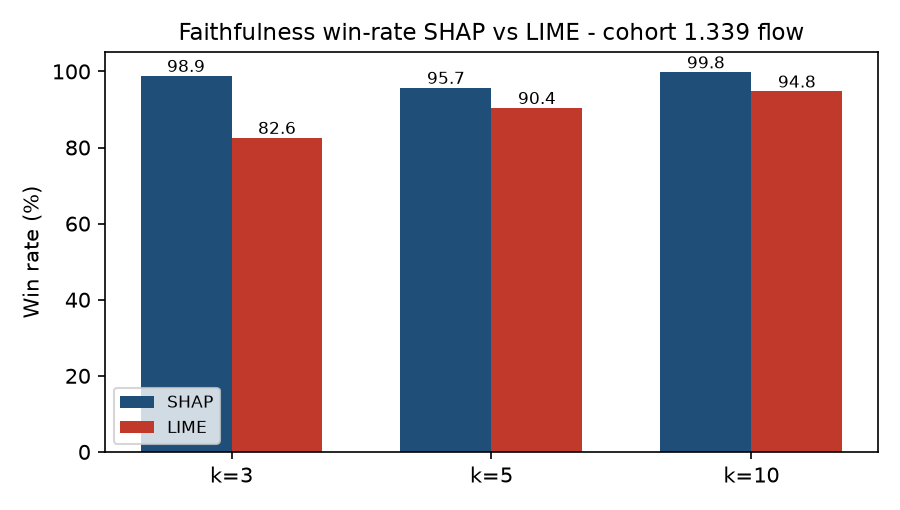 Faithfulness win-rate SHAP vs LIME - cohort 1.339 flow
Win rate (%)
100
80
60
40
20
0
98.9
82.6
95.7
90.4
99.8
94.8
SHAP
LIME
k=3
k=5
k=10